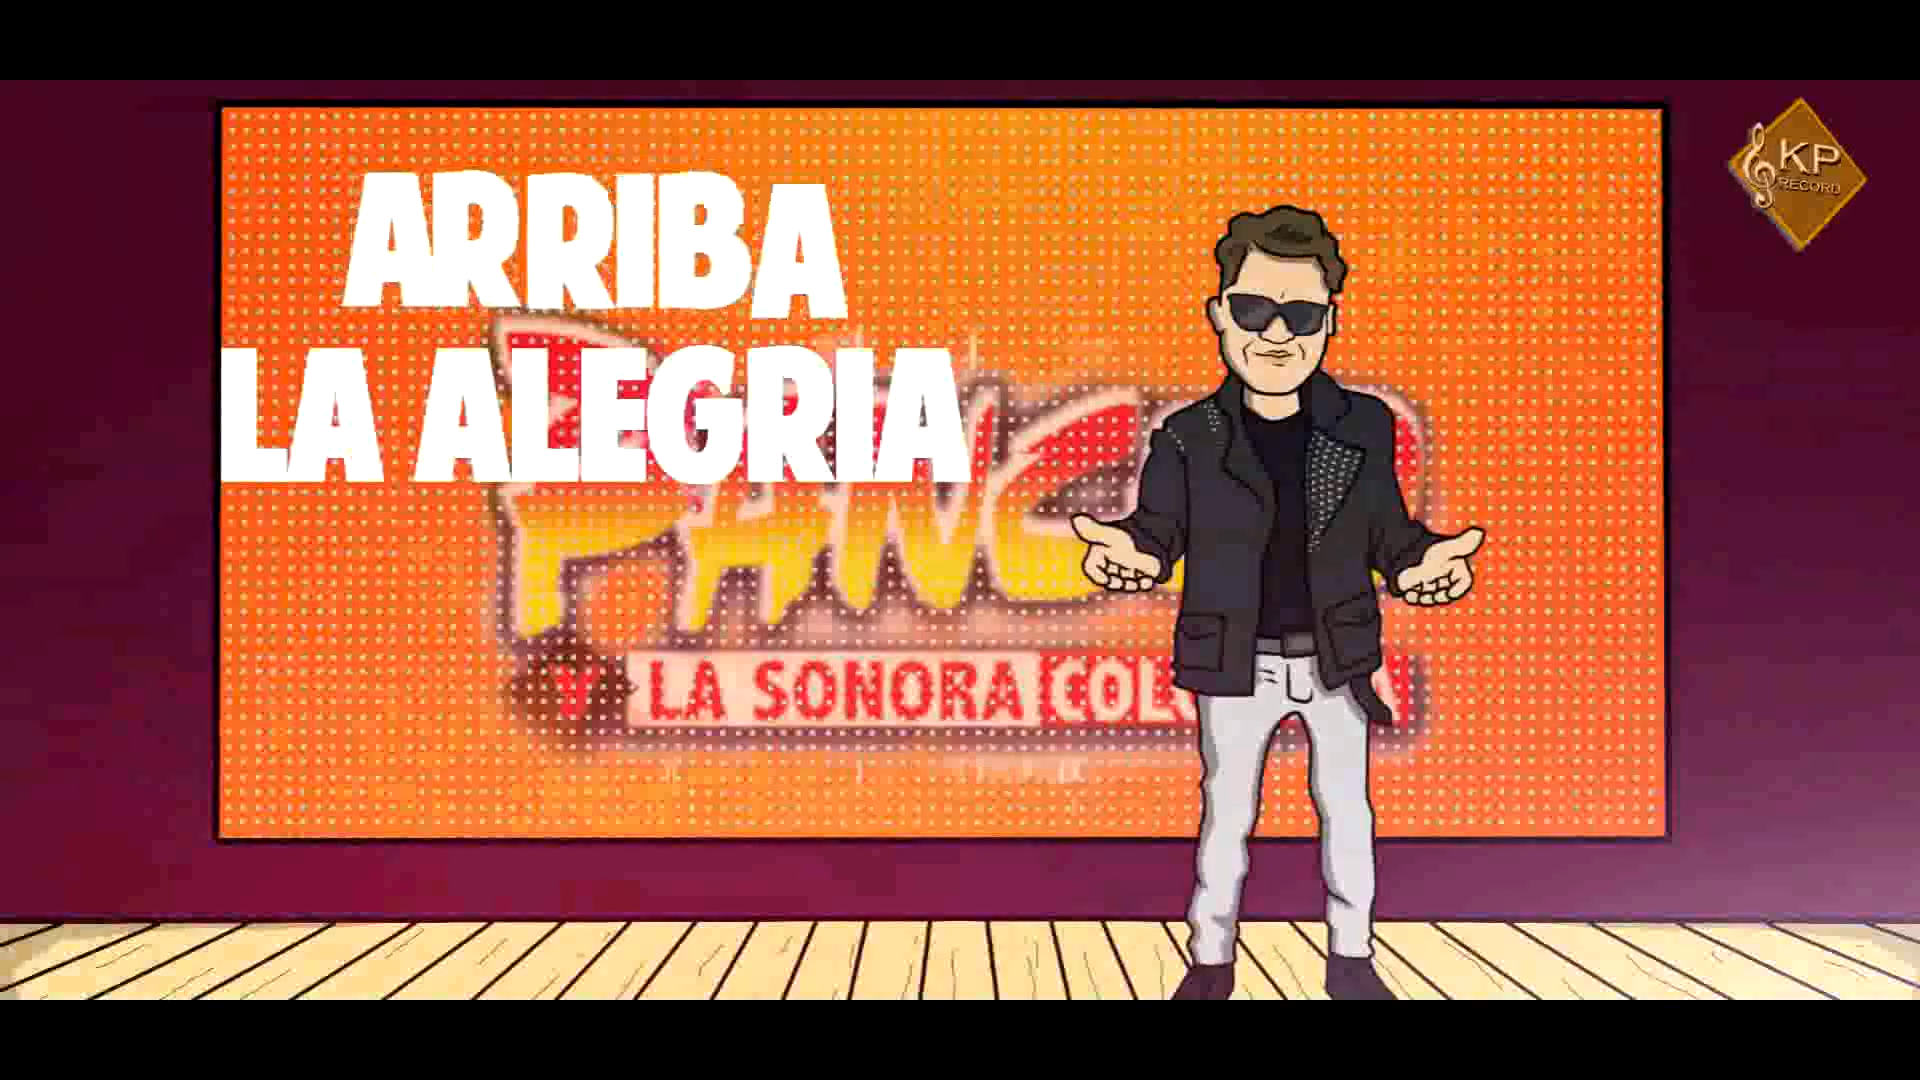 ARRIBA
LA ALEGRIA
Y LA SONORA
KP
RECORD